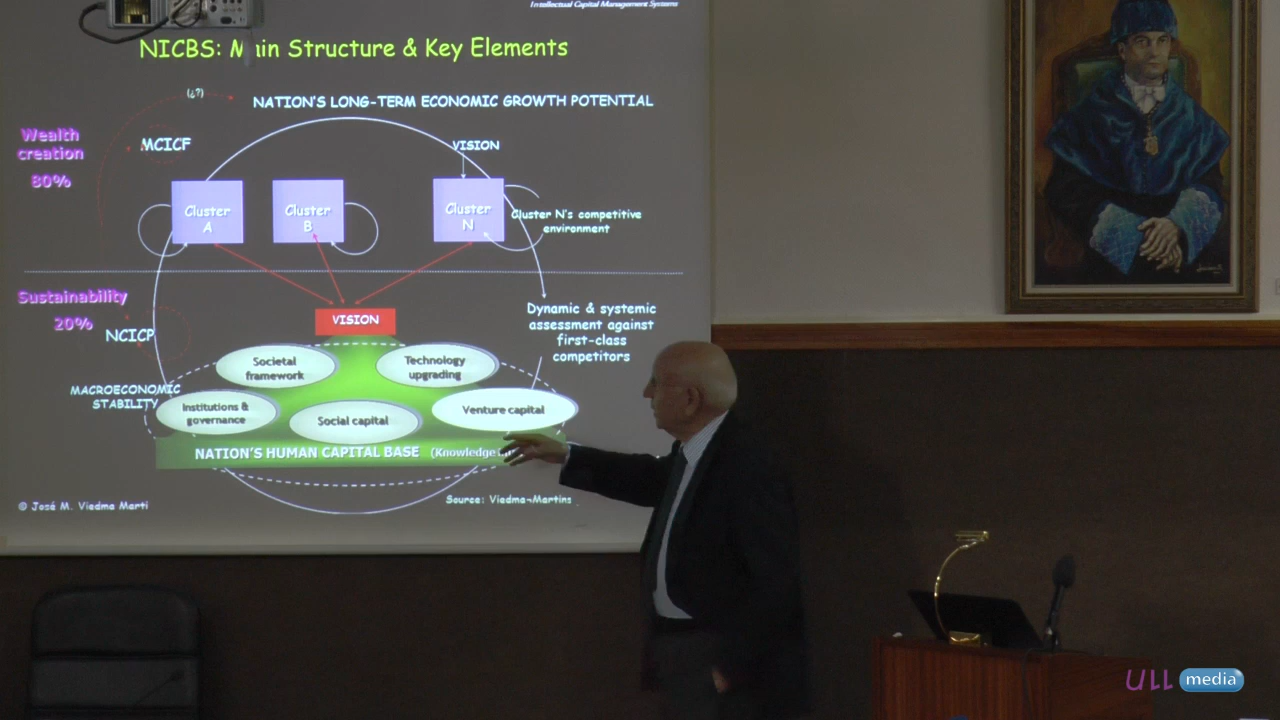 Intellectual Capital Management Systems
NICBS: M in Structure & Key Elements
(6?)
NATION'S LONG-TERM ECONOMIC GROWTH POTENTIAL
Wealth
creation
80%
MCICF
VISION
Cluster
A
Cluster
B
Cluster
N
Cluster N's competitive
environment
Sustainability
20%
NCICP
VISION
Dynamic & systemic
assessment against
first-class
competitors
Societal
framework
Technology
upgrading
MACROECONOMIC
STABILITY
Institutions &
governance
Social capital
Venture capital
NATION'S HUMAN CAPITAL BASE (Knowledge
© José M. Viedma Marti
Source: Viedma-Martins
ULL media